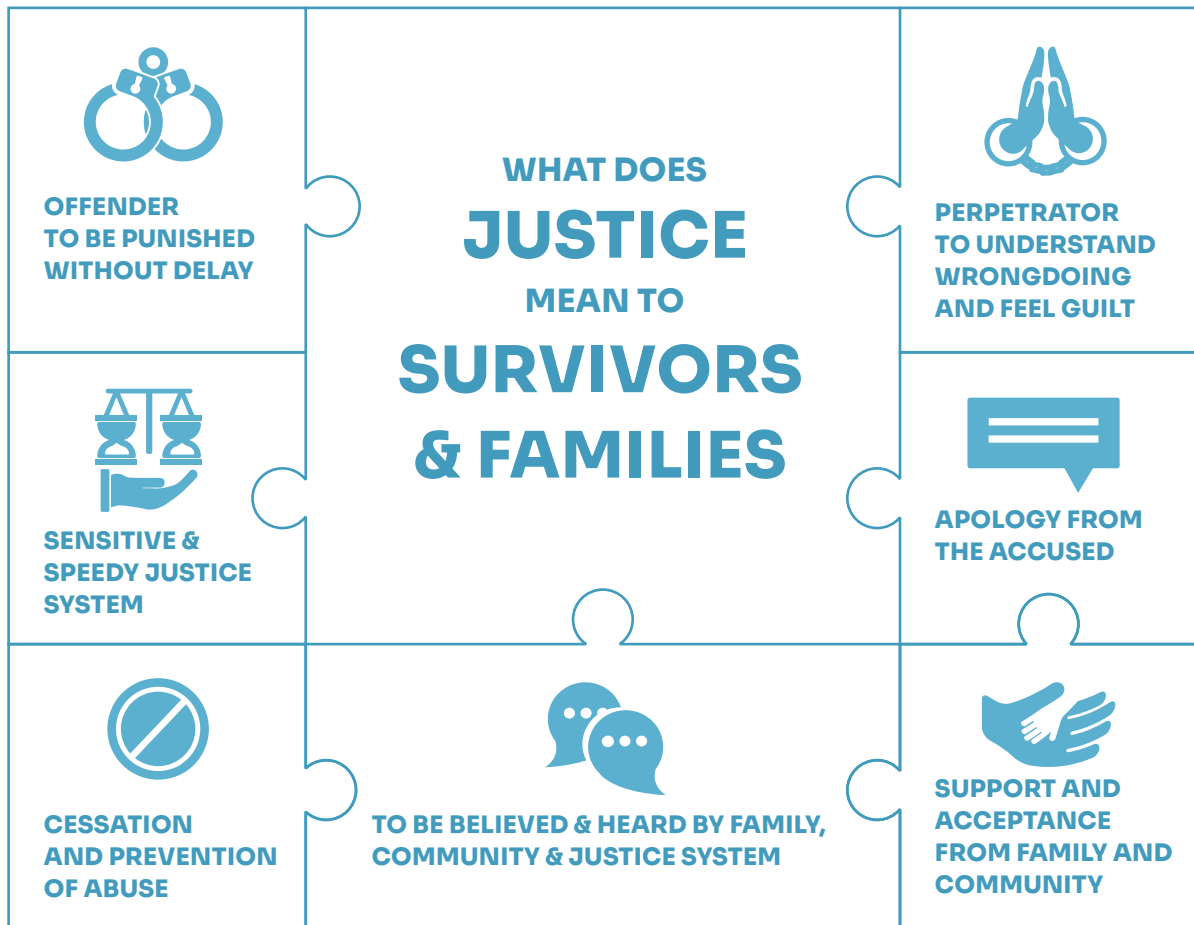 OFFENDER
TO BE PUNISHED
WITHOUT DELAY
WHAT DOES
JUSTICE
MEAN TO
SURVIVORS
& FAMILIES
PERPETRATOR
TO UNDERSTAND
WRONGDOING
AND FEEL GUILT
SENSITIVE &
SPEEDY JUSTICE
SYSTEM
APOLOGY FROM
THE ACCUSED
CESSATION
AND PREVENTION
OF ABUSE
TO BE BELIEVED & HEARD BY FAMILY,
COMMUNITY & JUSTICE SYSTEM
SUPPORT AND
ACCEPTANCE
FROM FAMILY AND
COMMUNITY